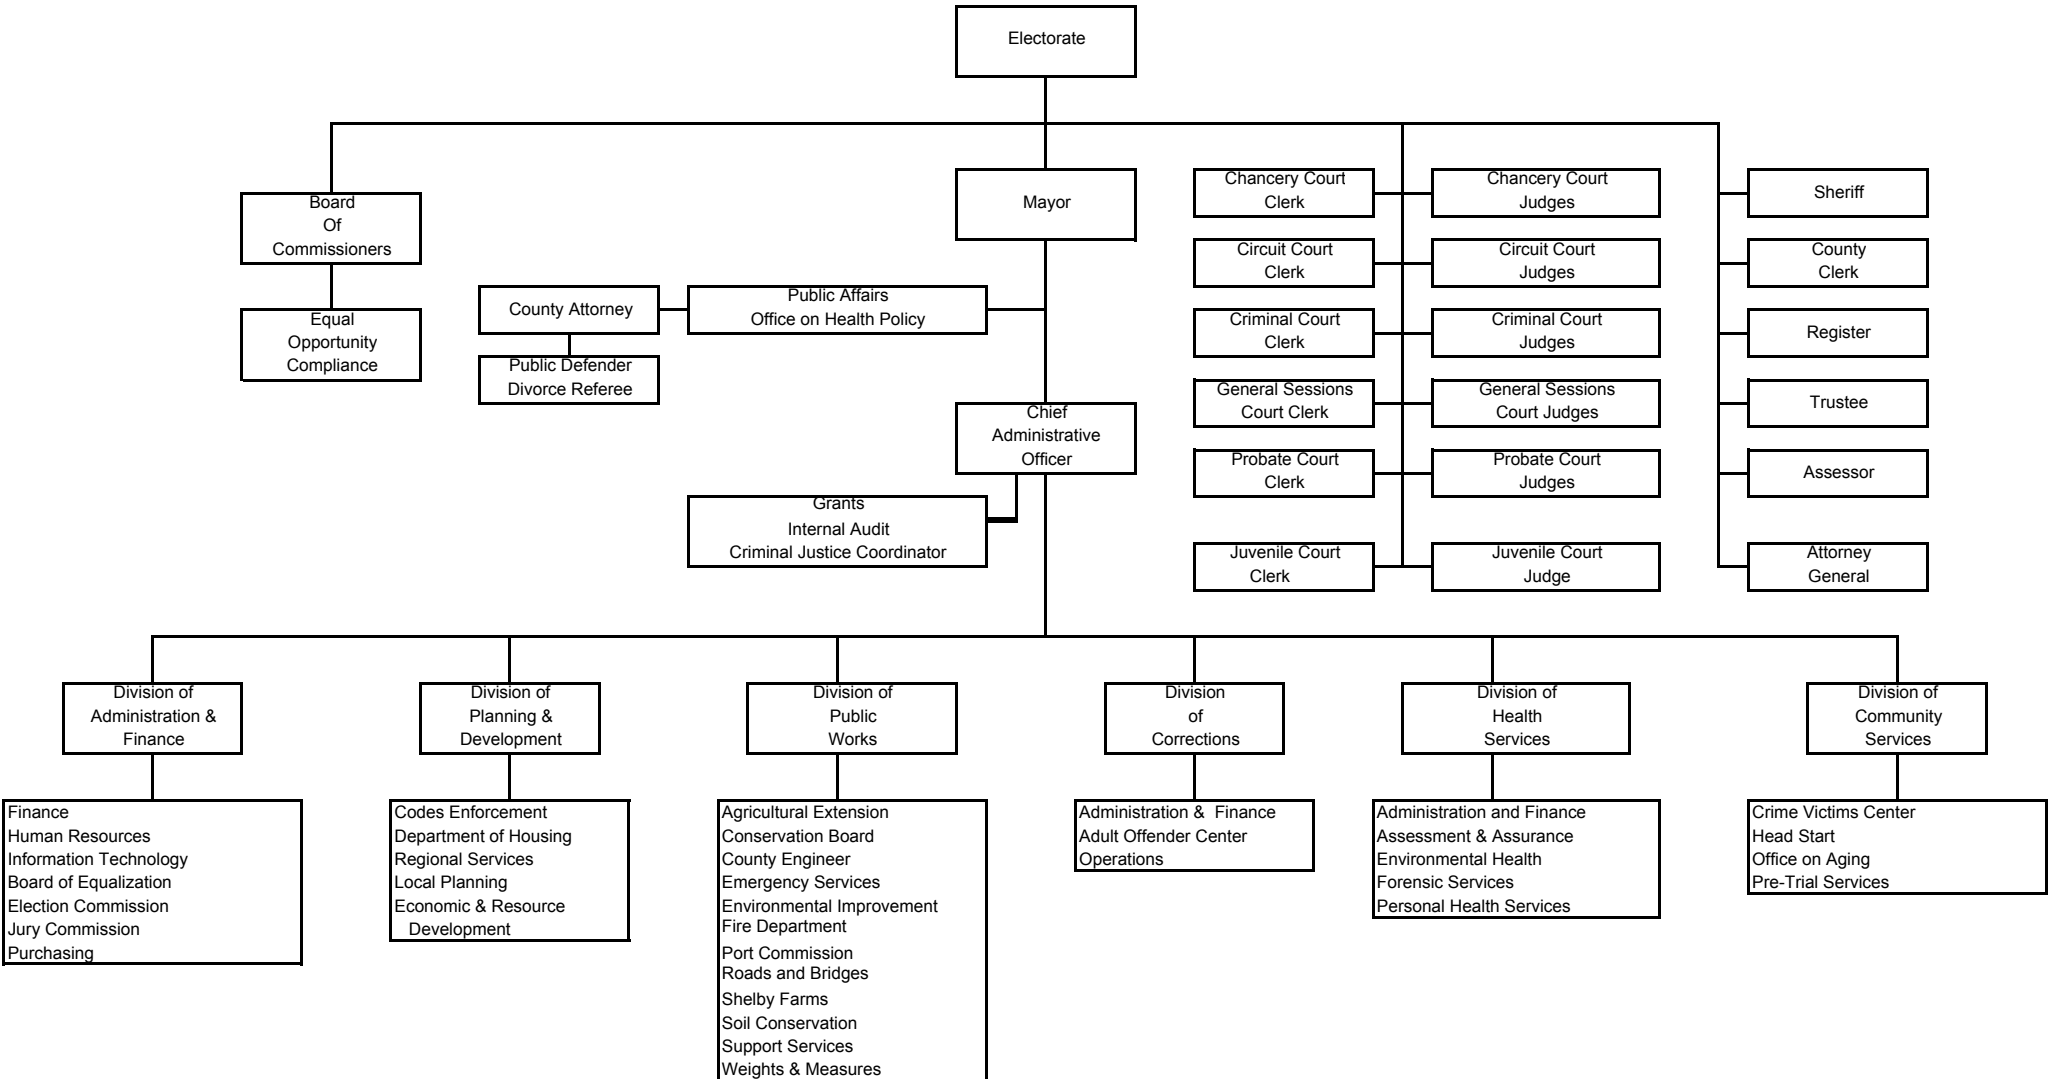 Electorate
Board
Of
Commissioners
Equal
Opportunity
Compliance
Mayor
County Attorney
Public Affairs
Office on Health Policy
Public Defender
Divorce Referee
Chief
Administrative
Officer
Grants
Internal Audit
Criminal Justice Coordinator
Chancery Court
Clerk
Chancery Court
Judges
Circuit Court
Clerk
Circuit Court
Judges
Criminal Court
Clerk
Criminal Court
Judges
General Sessions
Court Clerk
General Sessions
Court Judges
Probate Court
Clerk
Probate Court
Judges
Juvenile Court
Clerk
Juvenile Court
Judge
Sheriff
County
Clerk
Register
Trustee
Assessor
Attorney
General
Division of
Administration &
Finance
Finance
Human Resources
Information Technology
Board of Equalization
Election Commission
Jury Commission
Purchasing
Division of
Planning &
Development
Codes Enforcement
Department of Housing
Regional Services
Local Planning
Economic & Resource
Development
Division of
Public
Works
Agricultural Extension
Conservation Board
County Engineer
Emergency Services
Environmental Improvement
Fire Department
Port Commission
Roads and Bridges
Shelby Farms
Soil Conservation
Support Services
Weights & Measures
Division
of
Corrections
Administration & Finance
Adult Offender Center
Operations
Division of
Health
Services
Administration and Finance
Assessment & Assurance
Environmental Health
Forensic Services
Personal Health Services
Division of
Community
Services
Crime Victims Center
Head Start
Office on Aging
Pre-Trial Services